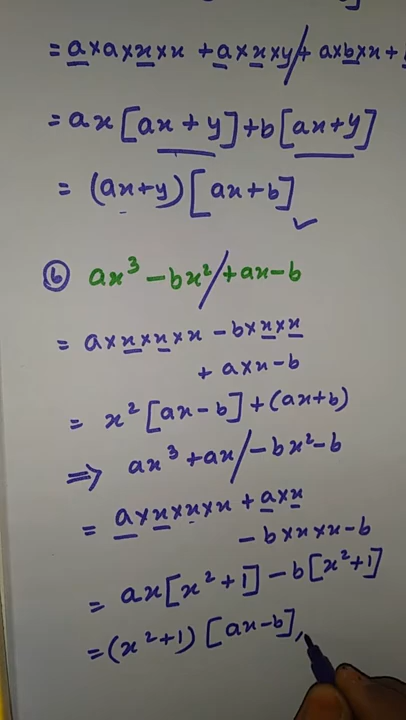 = a×a×x×x + a×x×y/+ a×b×x +
= ax[ax + y]+b[ax+y]
= (ax+y)[ax+b] ✓
ⓑ ax³ – bx²/+ax–b
= a×x×x×x – b×x×x
+ a×x – b
= x²[ax–b]+(ax+b)
⇒ ax³+ax/–bx²–b
= a×x×x×x + a×x
– b×x×x – b
= ax[x²+1] – b[x²+1]
= (x²+1)[ax–b],